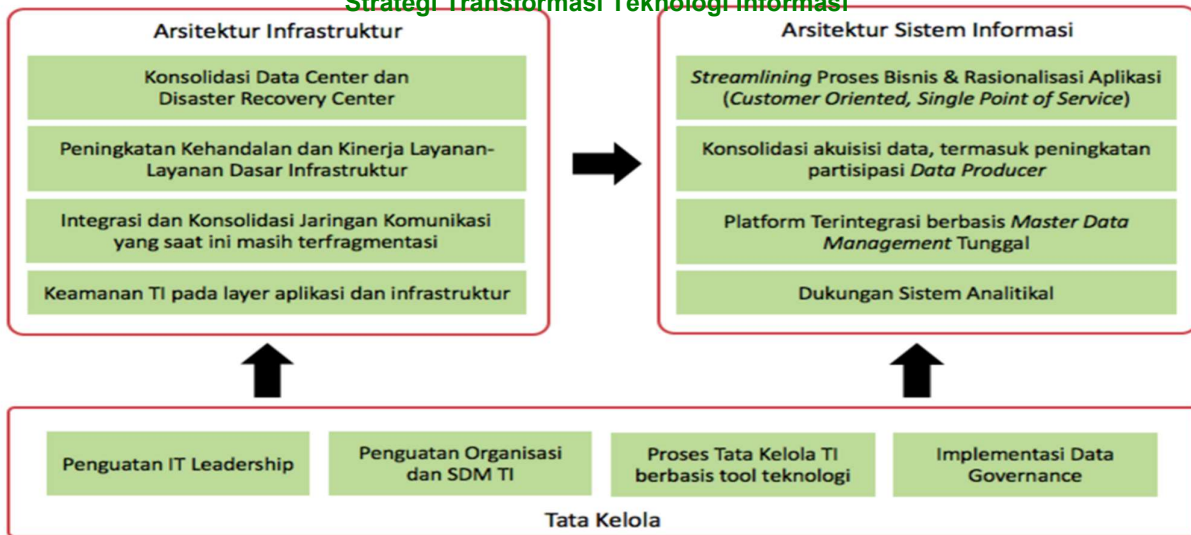 Strategi Transformasi Teknologi Informasi
Arsitektur Infrastruktur
Konsolidasi Data Center dan
Disaster Recovery Center
Peningkatan Kehandalan dan Kinerja Layanan-
Layanan Dasar Infrastruktur
Integrasi dan Konsolidasi Jaringan Komunikasi
yang saat ini masih terfragmentasi
Keamanan TI pada layer aplikasi dan infrastruktur
Arsitektur Sistem Informasi
Streamlining Proses Bisnis & Rasionalisasi Aplikasi
(Customer Oriented, Single Point of Service)
Konsolidasi akuisisi data, termasuk peningkatan
partisipasi Data Producer
Platform Terintegrasi berbasis Master Data
Management Tunggal
Dukungan Sistem Analitikal
Penguatan IT Leadership
Penguatan Organisasi
dan SDM TI
Proses Tata Kelola TI
berbasis tool teknologi
Implementasi Data
Governance
Tata Kelola